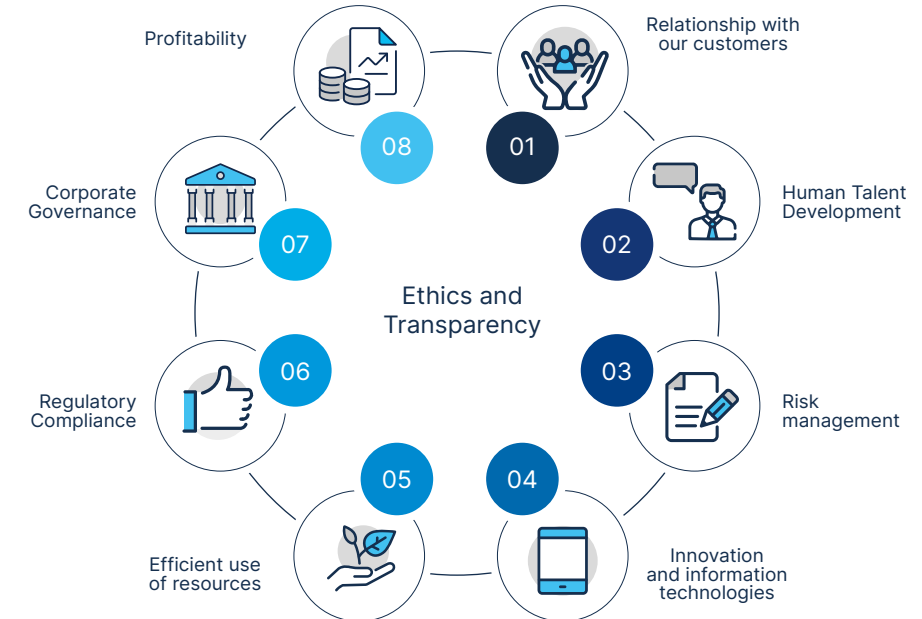 Relationship with
our customers
01
Human Talent
Development
02
Risk
management
03
Innovation
and information
technologies
04
Efficient use
of resources
05
Regulatory
Compliance
06
Corporate
Governance
07
Profitability
08
Ethics and
Transparency